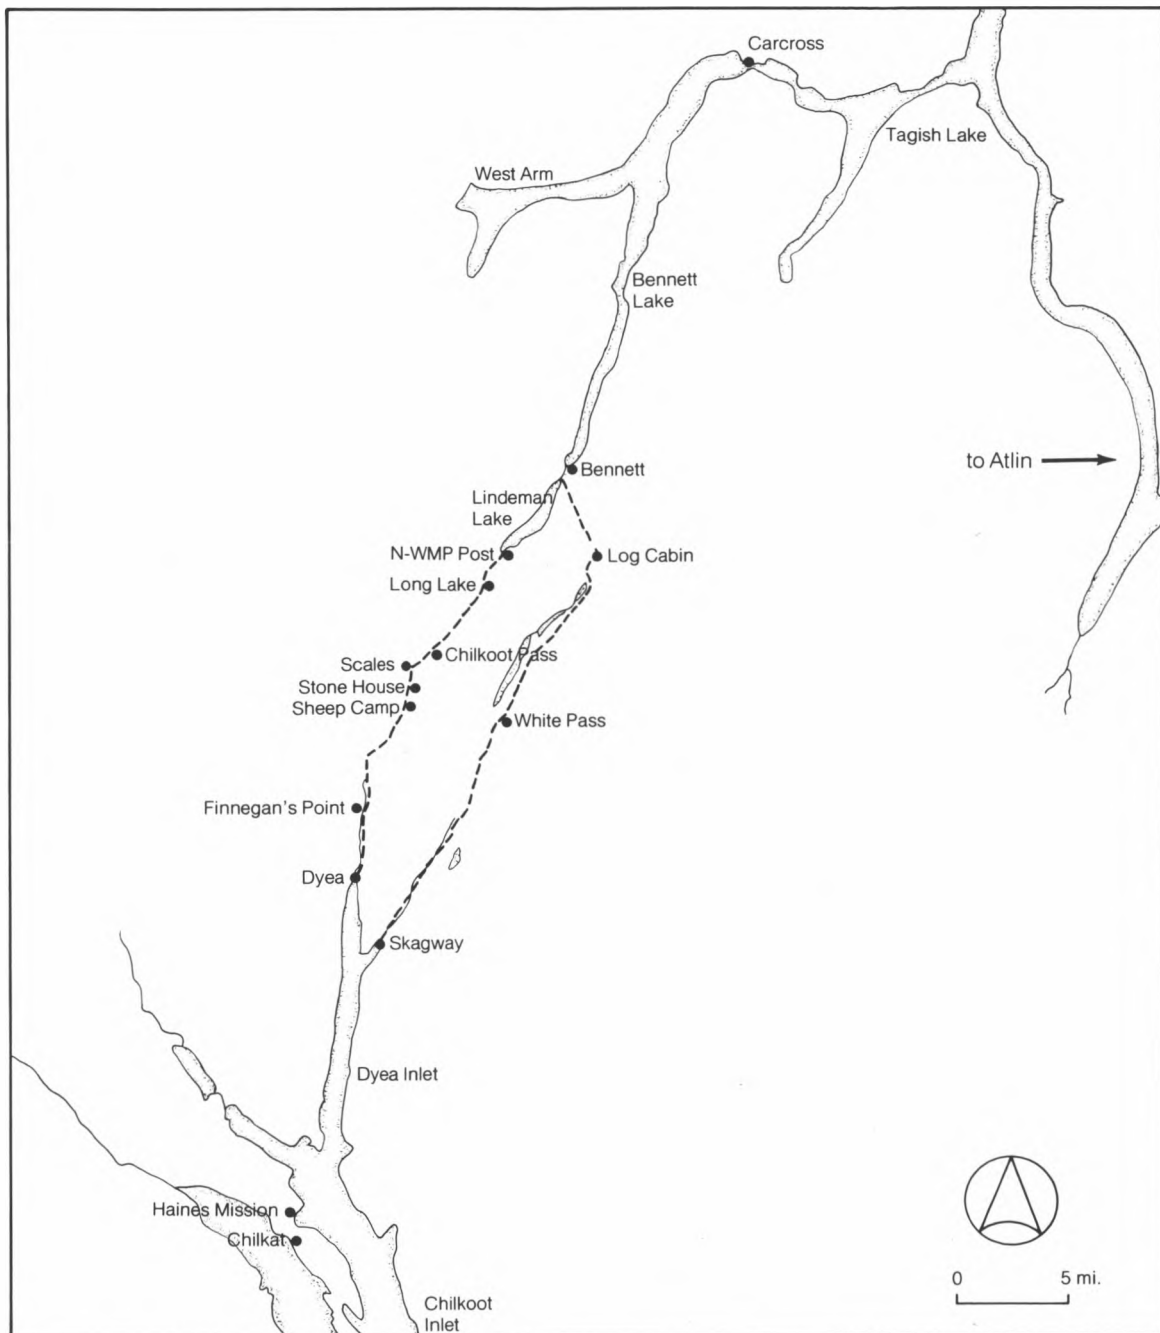 Carcross
Tagish Lake
West Arm
Bennett
Lake
to Atlin
Bennett
Lindeman
Lake
N-WMP Post
Log Cabin
Long Lake
Chilkoot Pass
Scales
Stone House
Sheep Camp
White Pass
Finnegan's Point
Dyea
Skagway
Dyea Inlet
Haines Mission
Chilkat
0 5 mi.
Chilkoot
Inlet